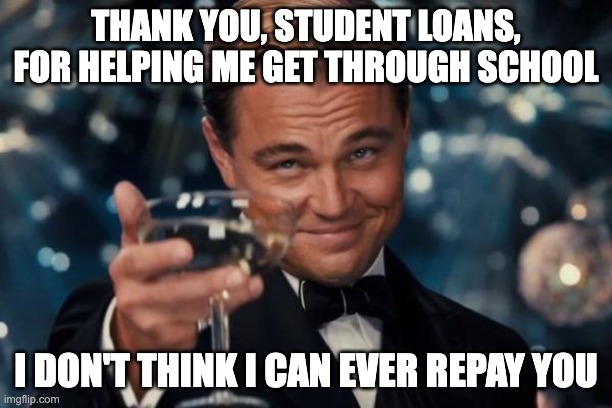 THANK YOU, STUDENT LOANS,
FOR HELPING ME GET THROUGH SCHOOL
I DON'T THINK I CAN EVER REPAY YOU
imgflip.com